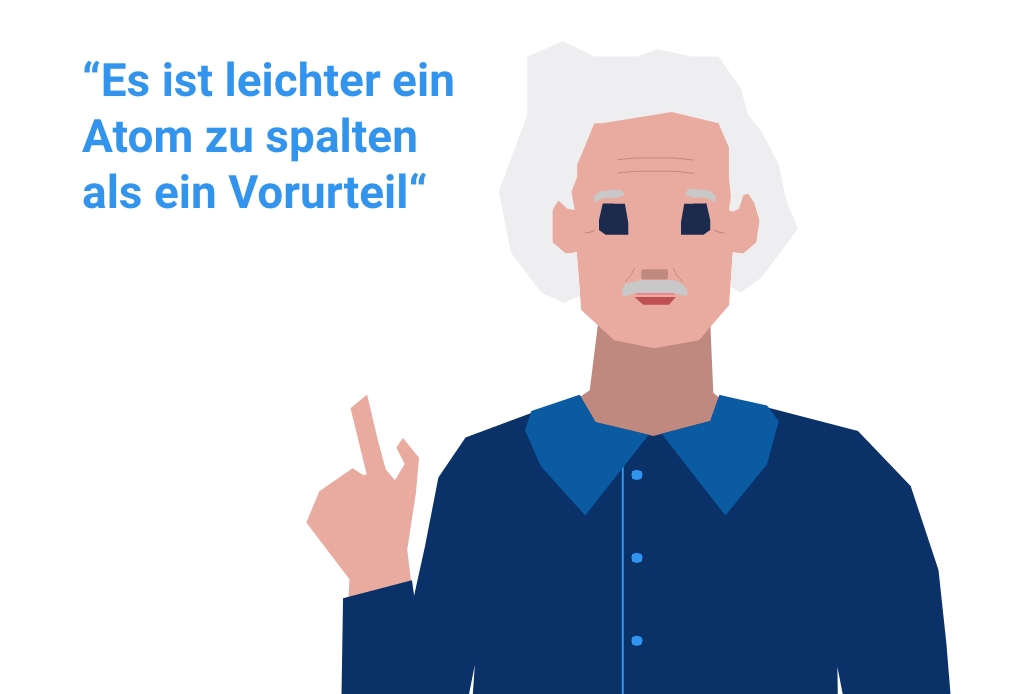 “Es ist leichter ein
Atom zu spalten
als ein Vorurteil“